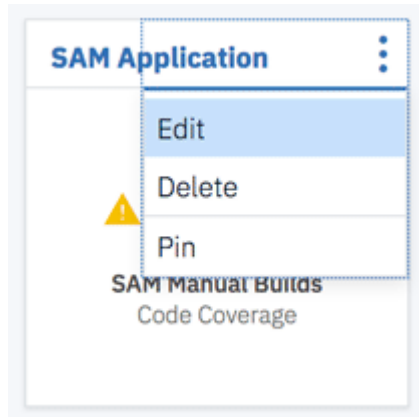 SAM Application
Edit
Delete
Pin
SAM Manual Builds
Code Coverage